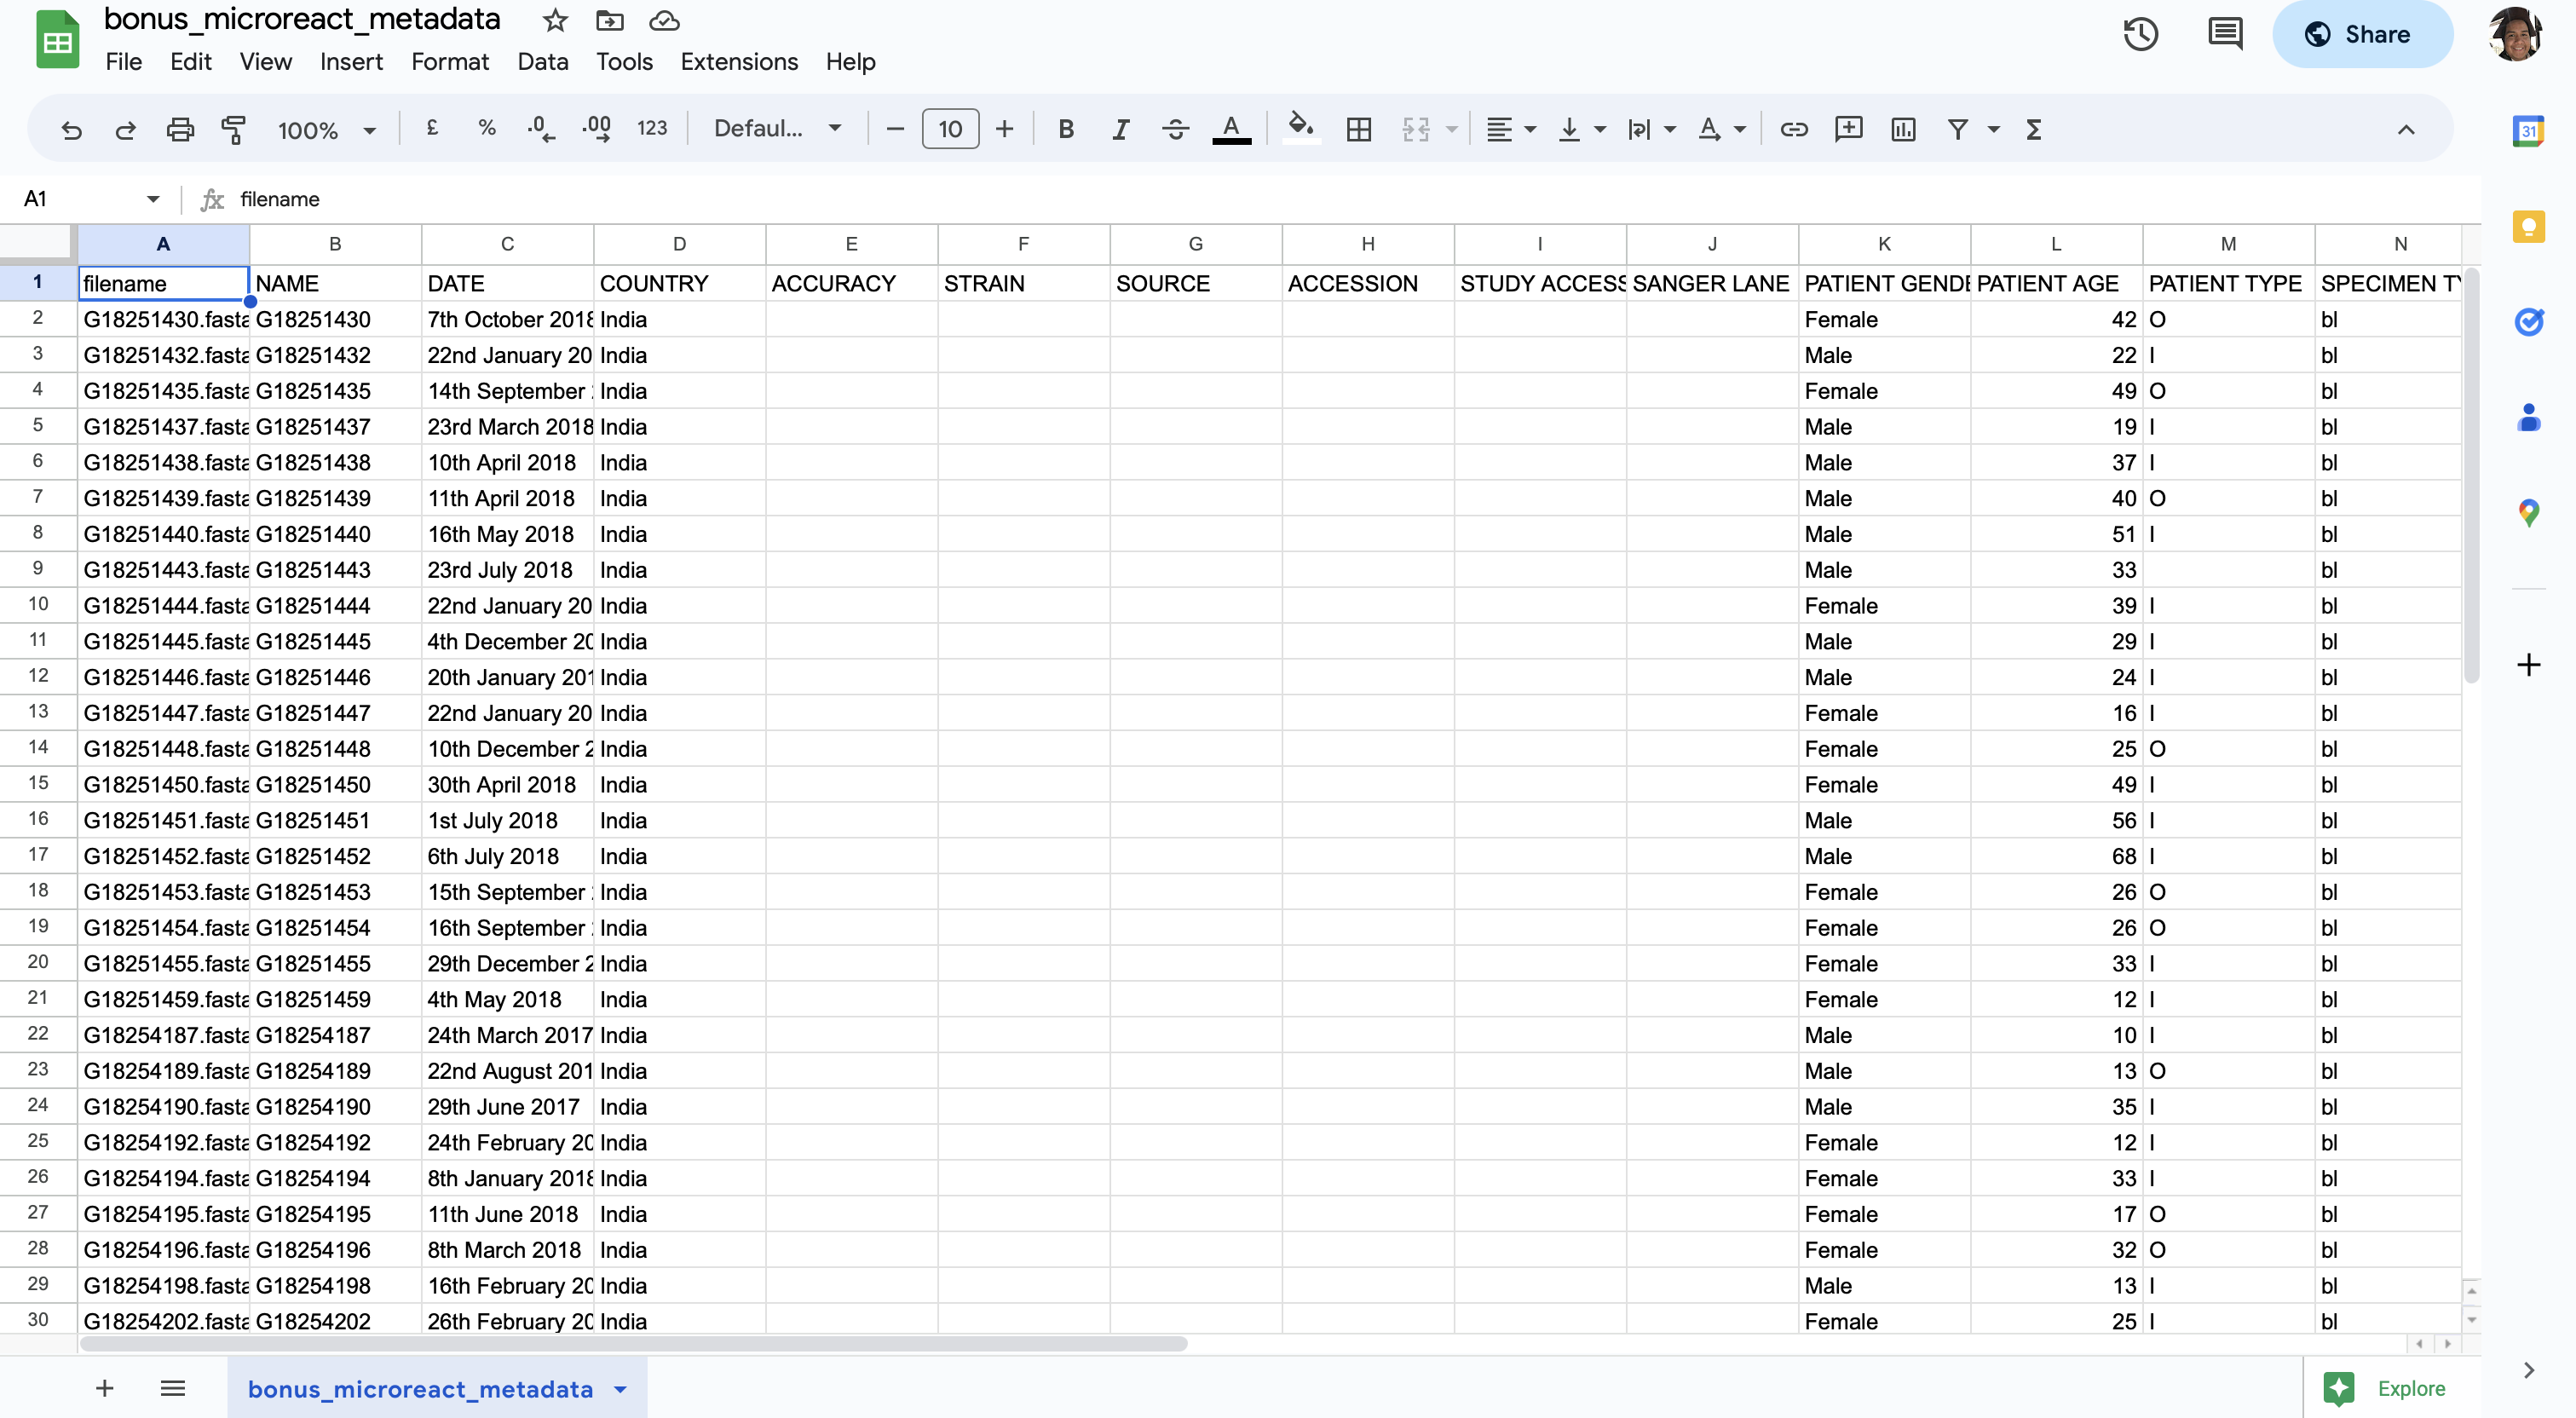 bonus_microreact_metadata
File Edit View Insert Format Data Tools Extensions Help
Share
100% £ % .0 .00 123 Defaul... 10 B I S A
31
A1 fx filename
A B C D E F G H I J K L M N
1 filename NAME DATE COUNTRY ACCURACY STRAIN SOURCE ACCESSION STUDY ACCESS SANGER LANE PATIENT GENDE PATIENT AGE PATIENT TYPE SPECIMEN TY
2 G18251430.fasta G18251430 7th October 2018 India Female 42 O bl
3 G18251432.fasta G18251432 22nd January 20 India Male 22 I bl
4 G18251435.fasta G18251435 14th September India Female 49 O bl
5 G18251437.fasta G18251437 23rd March 2018 India Male 19 I bl
6 G18251438.fasta G18251438 10th April 2018 India Male 37 I bl
7 G18251439.fasta G18251439 11th April 2018 India Male 40 O bl
8 G18251440.fasta G18251440 16th May 2018 India Male 51 I bl
9 G18251443.fasta G18251443 23rd July 2018 India Male 33 bl
10 G18251444.fasta G18251444 22nd January 20 India Female 39 I bl
11 G18251445.fasta G18251445 4th December 20 India Male 29 I bl
12 G18251446.fasta G18251446 20th January 201 India Male 24 I bl
13 G18251447.fasta G18251447 22nd January 20 India Female 16 I bl
14 G18251448.fasta G18251448 10th December 2 India Female 25 O bl
15 G18251450.fasta G18251450 30th April 2018 India Female 49 I bl
16 G18251451.fasta G18251451 1st July 2018 India Male 56 I bl
17 G18251452.fasta G18251452 6th July 2018 India Male 68 I bl
18 G18251453.fasta G18251453 15th September India Female 26 O bl
19 G18251454.fasta G18251454 16th September India Female 26 O bl
20 G18251455.fasta G18251455 29th December 2 India Female 33 I bl
21 G18251459.fasta G18251459 4th May 2018 India Female 12 I bl
22 G18254187.fasta G18254187 24th March 2017 India Male 10 I bl
23 G18254189.fasta G18254189 22nd August 201 India Male 13 O bl
24 G18254190.fasta G18254190 29th June 2017 India Male 35 I bl
25 G18254192.fasta G18254192 24th February 20 India Female 12 I bl
26 G18254194.fasta G18254194 8th January 2018 India Female 33 I bl
27 G18254195.fasta G18254195 11th June 2018 India Female 17 O bl
28 G18254196.fasta G18254196 8th March 2018 India Female 32 O bl
29 G18254198.fasta G18254198 16th February 20 India Male 13 I bl
30 G18254202.fasta G18254202 26th February 20 India Female 25 I bl
bonus_microreact_metadata
Explore